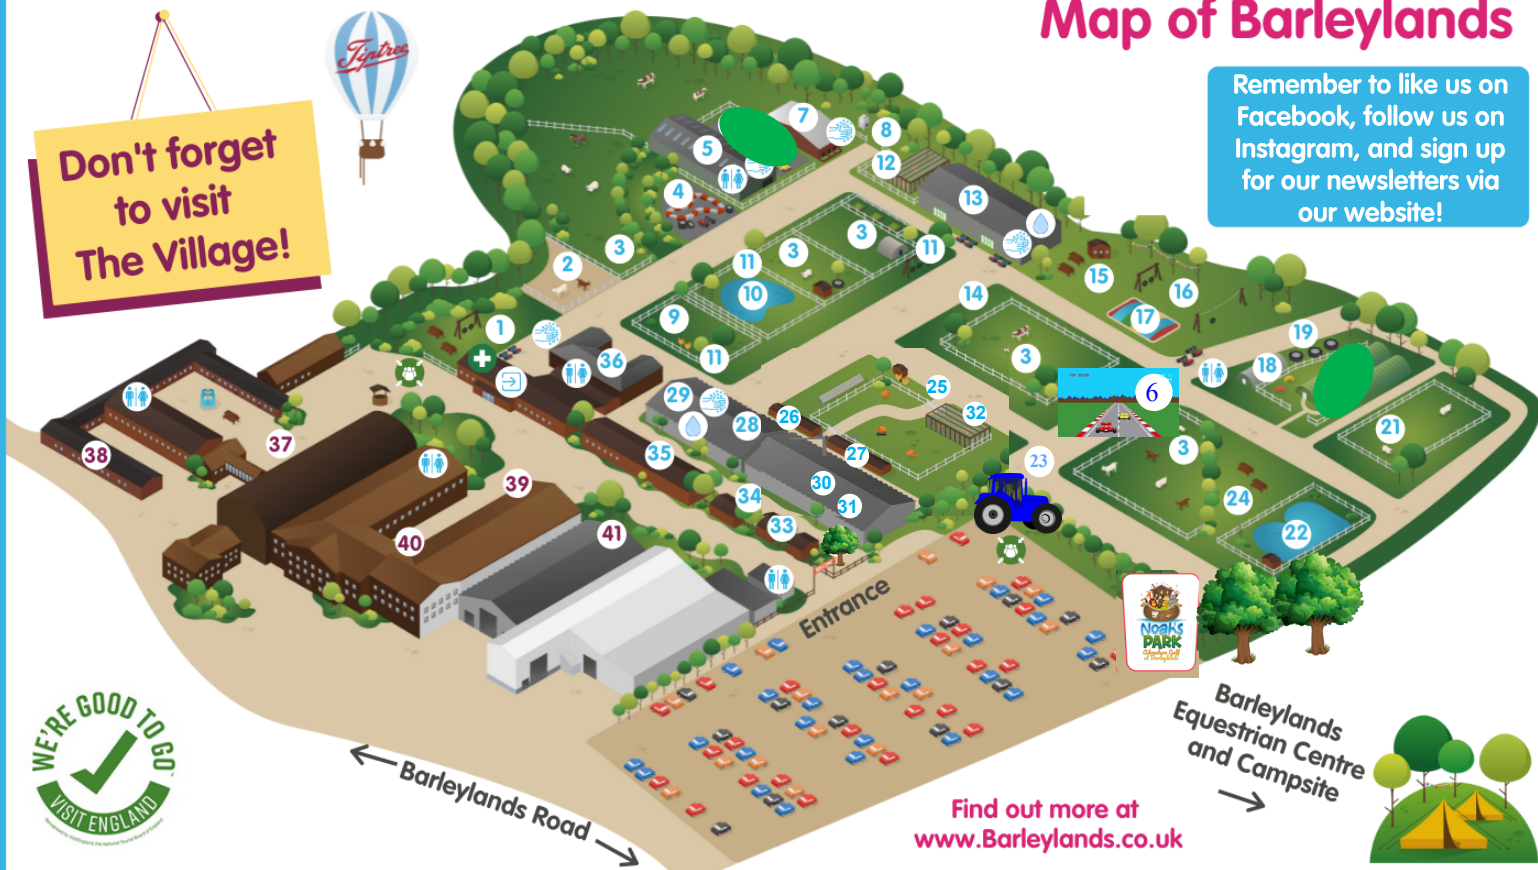 Map of Barleylands
Don't forget
to visit
The Village!
Tiptree
Remember to like us on
Facebook, follow us on
Instagram, and sign up
for our newsletters via
our website!
7
8
5
12
4
13
3
3
3
11
2
11
15
10
14
16
9
17
1
19
11
3
18
36
6
29
25
32
26
28
21
37
27
3
38
35
23
39
30
24
34
31
33
22
40
41
Entrance
NOAH'S
PARK
Adventure Golf
at Barleylands
WE'RE GOOD TO GO
VISIT ENGLAND
Barleylands Road
Barleylands
Equestrian Centre
and Campsite
Find out more at
www.Barleylands.co.uk